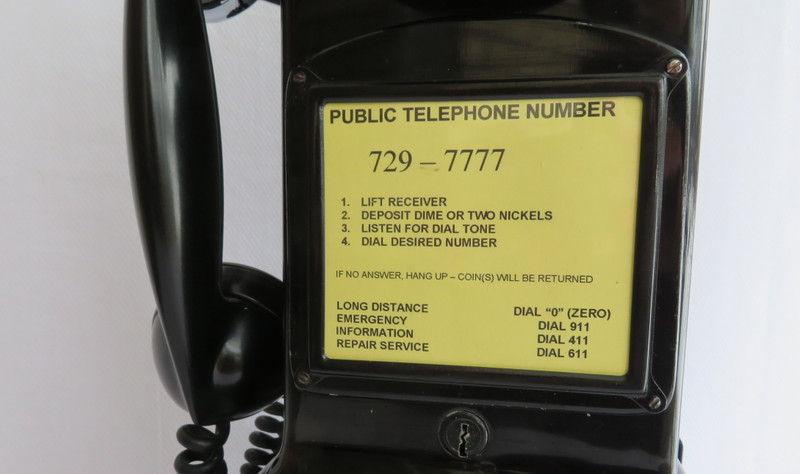 PUBLIC TELEPHONE NUMBER
729 – 7777
1. LIFT RECEIVER
2. DEPOSIT DIME OR TWO NICKELS
3. LISTEN FOR DIAL TONE
4. DIAL DESIRED NUMBER
IF NO ANSWER, HANG UP – COIN(S) WILL BE RETURNED
LONG DISTANCE DIAL “0” (ZERO)
EMERGENCY DIAL 911
INFORMATION DIAL 411
REPAIR SERVICE DIAL 611